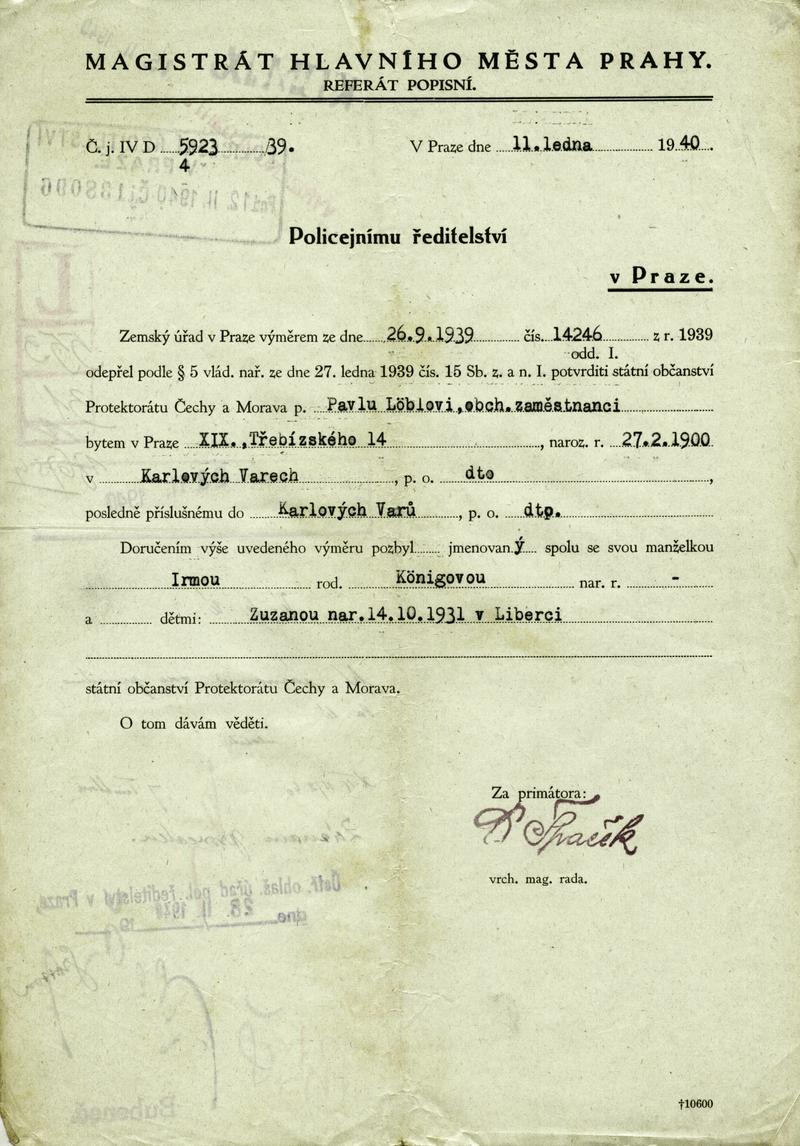 MAGISTRÁT HLAVNÍHO MĚSTA PRAHY.
REFERÁT POPISNÍ.
Č. j. IV D 5923 39.
4
V Praze dne 11.ledna 1940.
Policejnímu ředitelství
v Praze.
Zemský úřad v Praze výměrem ze dne 26.9.1939 čís. 14246 z r. 1939
odd. I.
odepřel podle § 5 vlád. nař. ze dne 27. ledna 1939 čís. 15 Sb. z. a n. I. potvrditi státní občanství
Protektorátu Čechy a Morava p. Pavlu Löblovi,obch.zaměstnanci
bytem v Praze XIX.,Třebízského 14, naroz. r. 27.2.1900
v Karlových Varech, p. o. dto,
posledně příslušnému do Karlových Varů, p. o. dto.
Doručením výše uvedeného výměru pozbyl jmenovaný spolu se svou manželkou
Irmou rod. Königovou nar. r. -
a dětmi: Zuzanou nar.14.10.1931 v Liberci
státní občanství Protektorátu Čechy a Morava.
O tom dávám věděti.
Za primátora:
vrch. mag. rada.
†10600